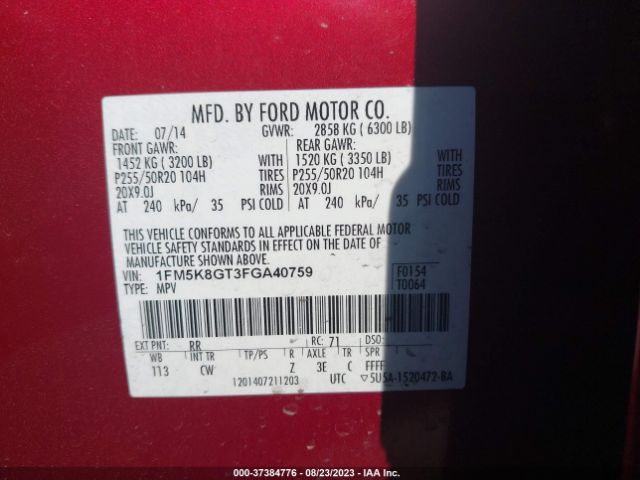 MFD. BY FORD MOTOR CO.
DATE: 07/14 GVWR: 2858 KG ( 6300 LB)
FRONT GAWR: REAR GAWR:
1452 KG ( 3200 LB) WITH 1520 KG ( 3350 LB) WITH
P255/50R20 104H TIRES P255/50R20 104H TIRES
20X9.0J RIMS 20X9.0J RIMS
AT 240 kPa/ 35 PSI COLD AT 240 kPa/ 35 PSI COLD
THIS VEHICLE CONFORMS TO ALL APPLICABLE FEDERAL MOTOR
VEHICLE SAFETY STANDARDS IN EFFECT ON THE DATE OF
MANUFACTURE SHOWN ABOVE.
VIN: 1FM5K8GT3FGA40759 F0154
TYPE: MPV T0064
EXT PNT: RR RC: 71 DSO:
WB INT TR TP/PS R AXLE TR SPR
113 CW Z 3E C FFFF
1201407211203 UTC ▽5U5A-1520472-BA
000-37384776 - 08/23/2023 - IAA Inc.